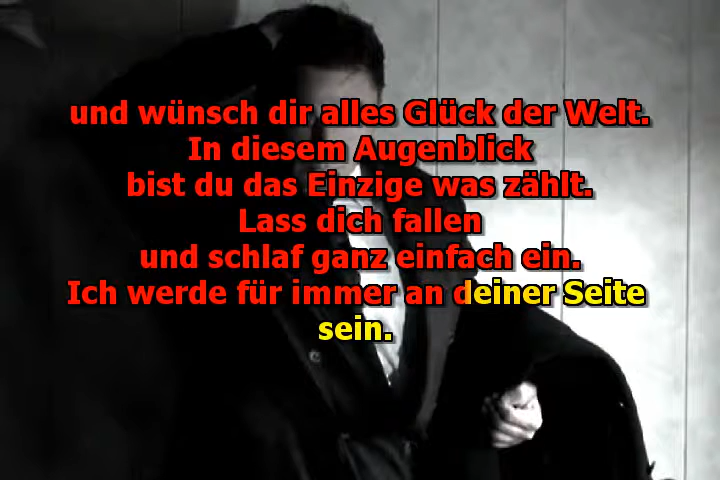 und wünsch dir alles Glück der Welt.
In diesem Augenblick
bist du das Einzige was zählt.
Lass dich fallen
und schlaf ganz einfach ein.
Ich werde für immer an deiner Seite
sein.